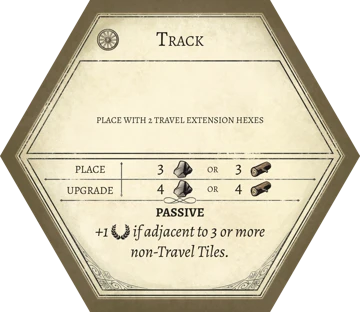 TRACK
PLACE WITH 2 TRAVEL EXTENSION HEXES
PLACE 3 OR 3
UPGRADE 4 OR 4
PASSIVE
+1 if adjacent to 3 or more
non-Travel Tiles.